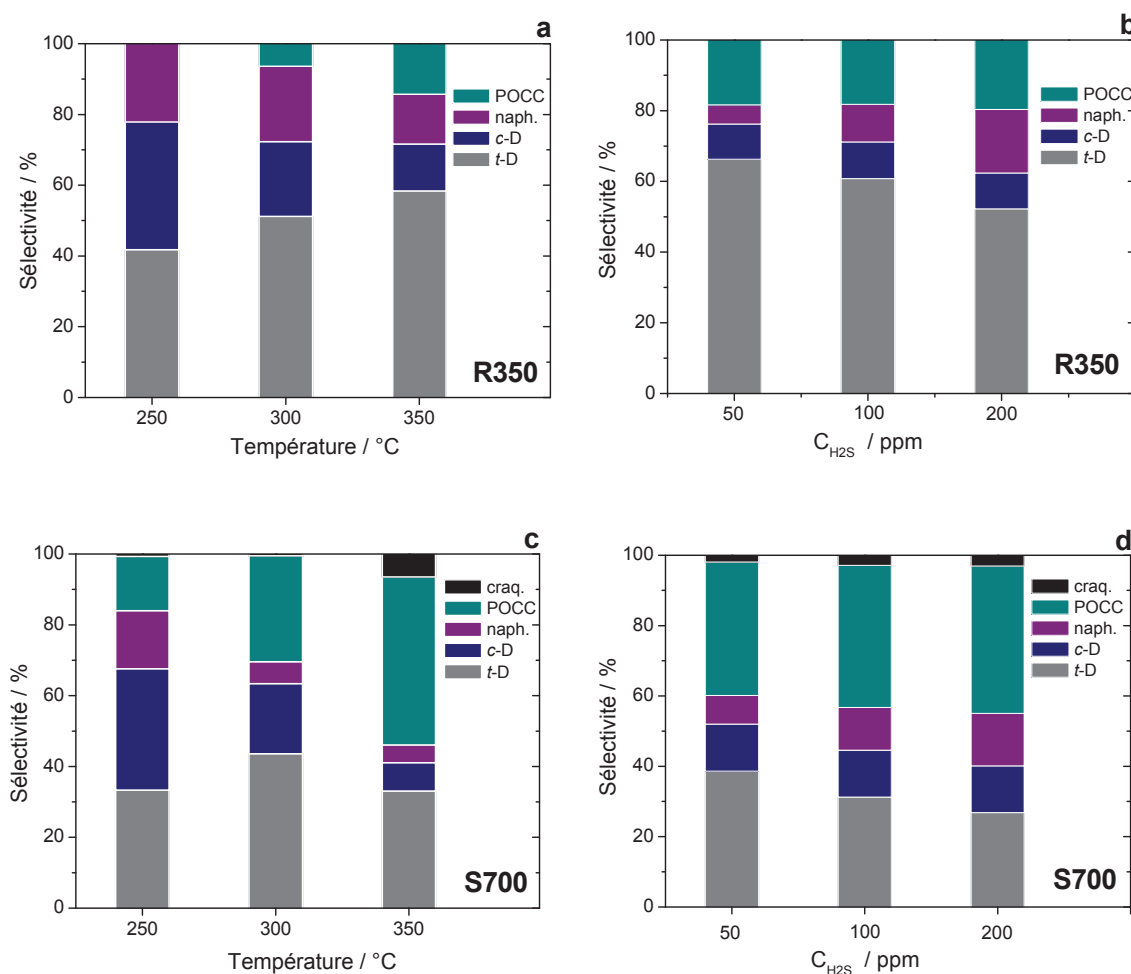 a
100
80
60
40
20
0
Sélectivité / %
POCC
naph.
c-D
t-D
R350
250 300 350
Température / °C
b
100
80
60
40
20
0
Sélectivité / %
POCC
naph.
c-D
t-D
R350
50 100 200
C_H2S / ppm
c
100
80
60
40
20
0
Sélectivité / %
craq.
POCC
naph.
c-D
t-D
S700
250 300 350
Température / °C
d
100
80
60
40
20
0
Sélectivité / %
craq.
POCC
naph.
c-D
t-D
S700
50 100 200
C_H2S / ppm